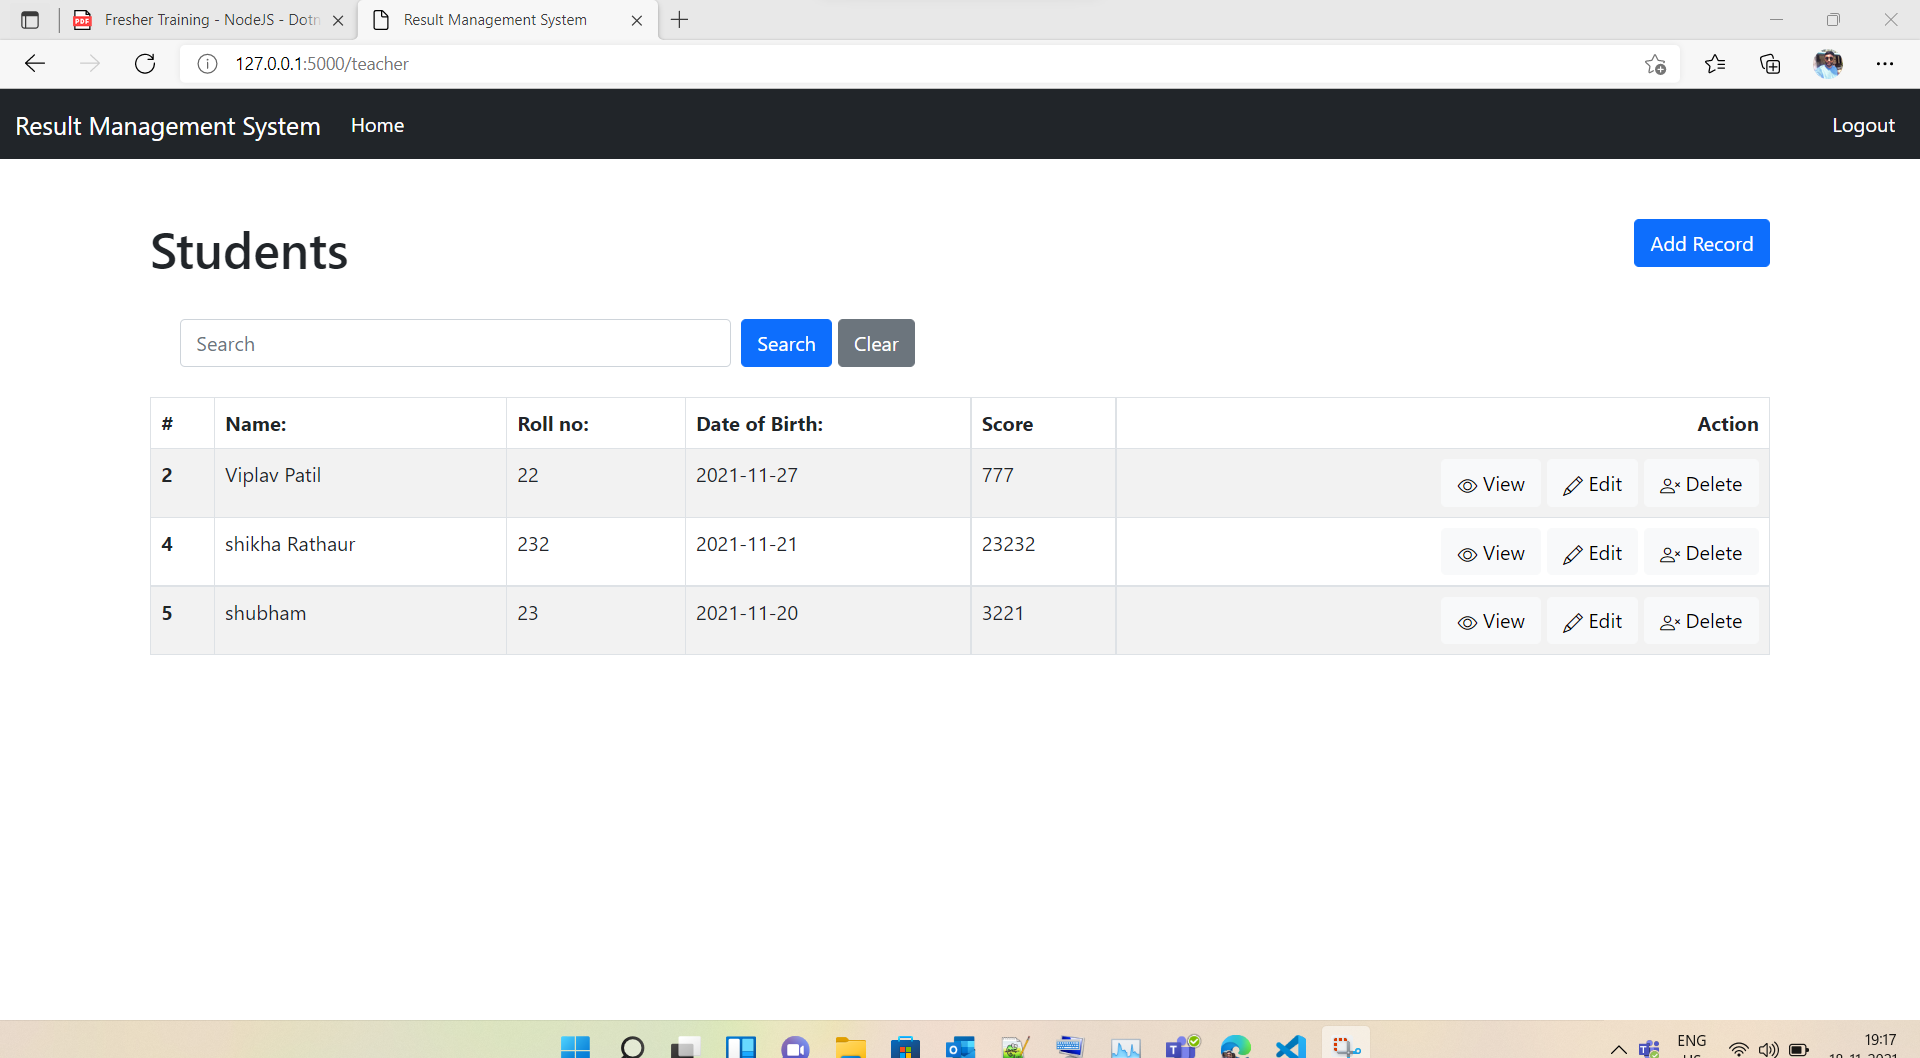 Fresher Training - NodeJS - Dotn
Result Management System
127.0.0.1:5000/teacher
Result Management System Home Logout
Students
Add Record
Search Search Clear
# Name: Roll no: Date of Birth: Score Action
2 Viplav Patil 22 2021-11-27 777 View Edit Delete
4 shikha Rathaur 232 2021-11-21 23232 View Edit Delete
5 shubham 23 2021-11-20 3221 View Edit Delete
ENG
19:17